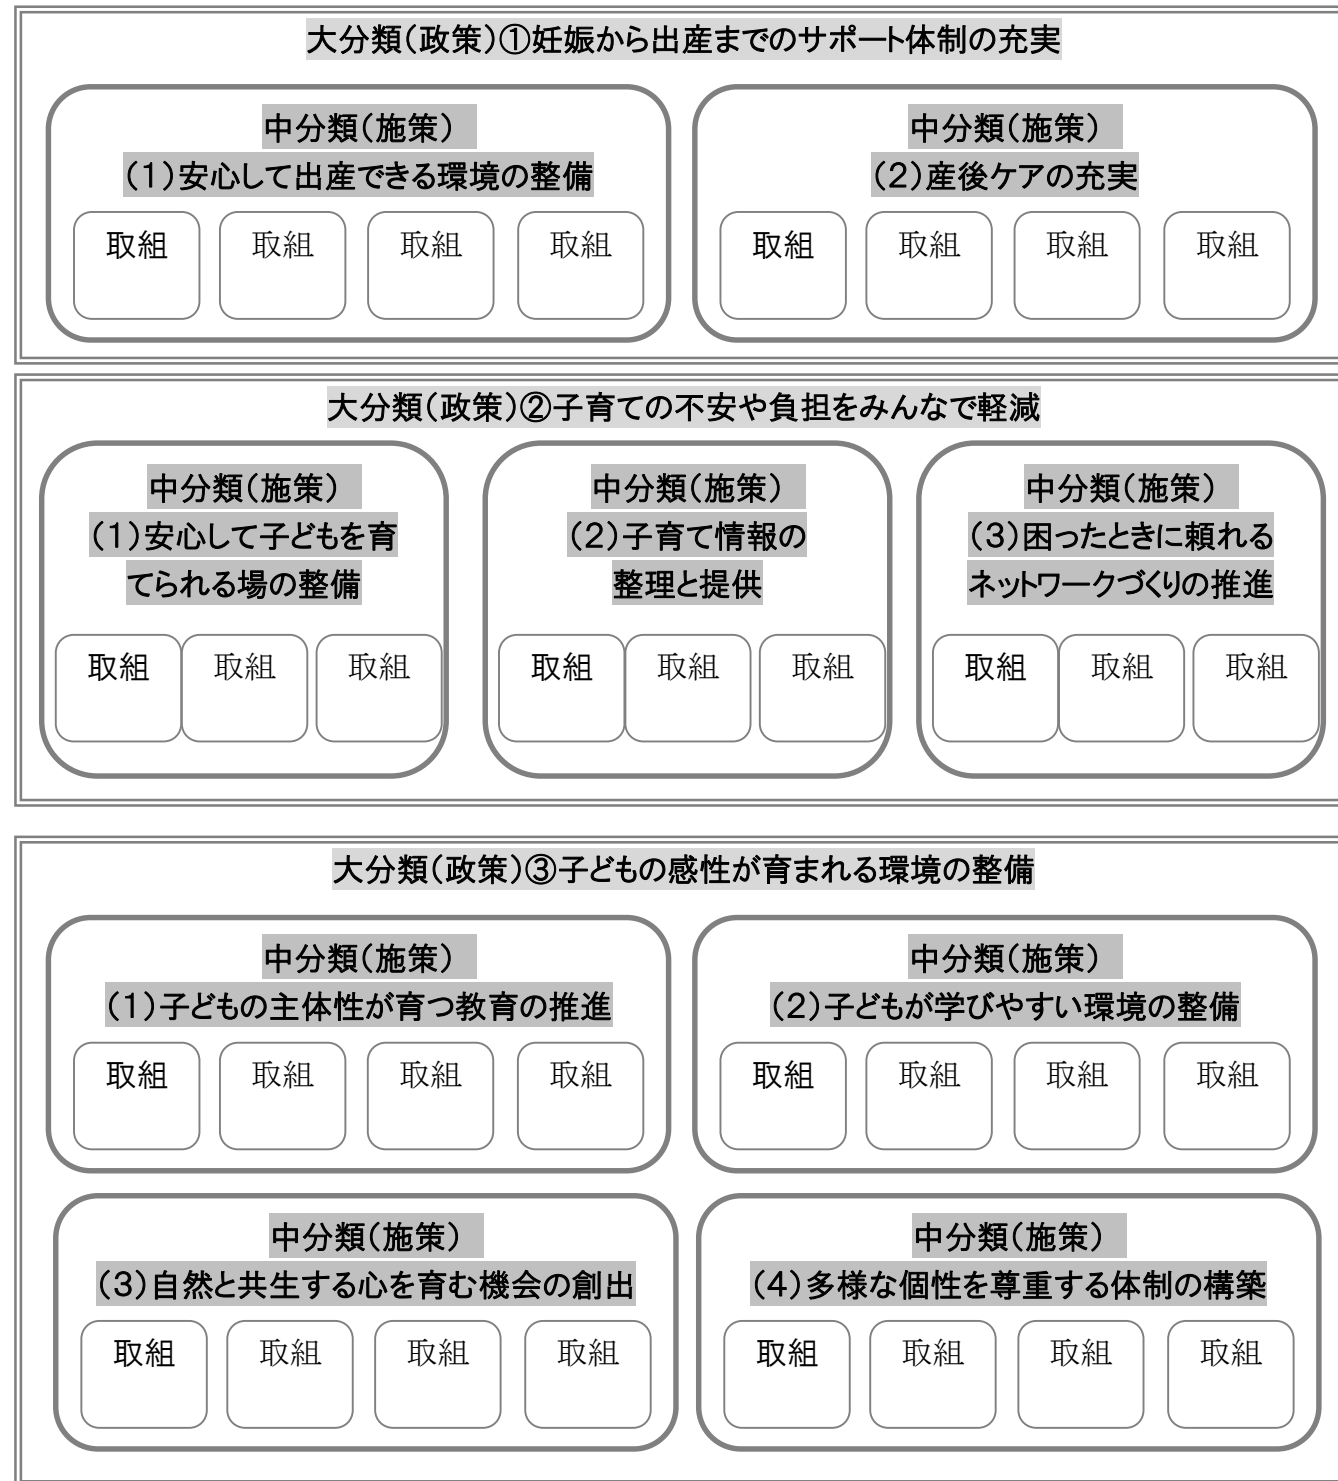 大分類（政策）①妊娠から出産までのサポート体制の充実
中分類（施策）
（１）安心して出産できる環境の整備
取組 取組 取組 取組
中分類（施策）
（２）産後ケアの充実
取組 取組 取組 取組
大分類（政策）②子育ての不安や負担をみんなで軽減
中分類（施策）
（１）安心して子どもを育
てられる場の整備
取組 取組 取組
中分類（施策）
（２）子育て情報の
整理と提供
取組 取組 取組
中分類（施策）
（３）困ったときに頼れる
ネットワークづくりの推進
取組 取組 取組
大分類（政策）③子どもの感性が育まれる環境の整備
中分類（施策）
（１）子どもの主体性が育つ教育の推進
取組 取組 取組 取組
中分類（施策）
（２）子どもが学びやすい環境の整備
取組 取組 取組 取組
中分類（施策）
（３）自然と共生する心を育む機会の創出
取組 取組 取組 取組
中分類（施策）
（４）多様な個性を尊重する体制の構築
取組 取組 取組 取組